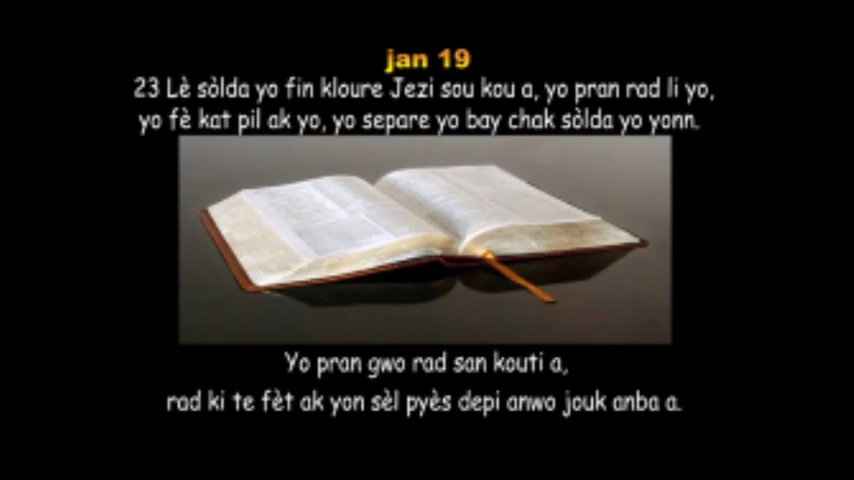 jan 19
23 Lè sòlda yo fin kloure Jezi sou kou a, yo pran rad li yo,
yo fè kat pil ak yo, yo separe yo bay chak sòlda yo yonn.
Yo pran gwo rad san kouti a,
rad ki te fèt ak yon sèl pyès depi anwo jouk anba a.